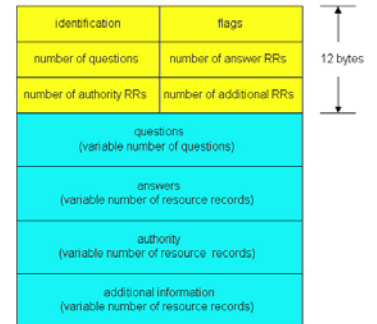 identification flags
number of questions number of answer RRs 12 bytes
number of authority RRs number of additional RRs
questions
(variable number of questions)
answers
(variable number of resource records)
authority
(variable number of resource records)
additional information
(variable number of resource records)